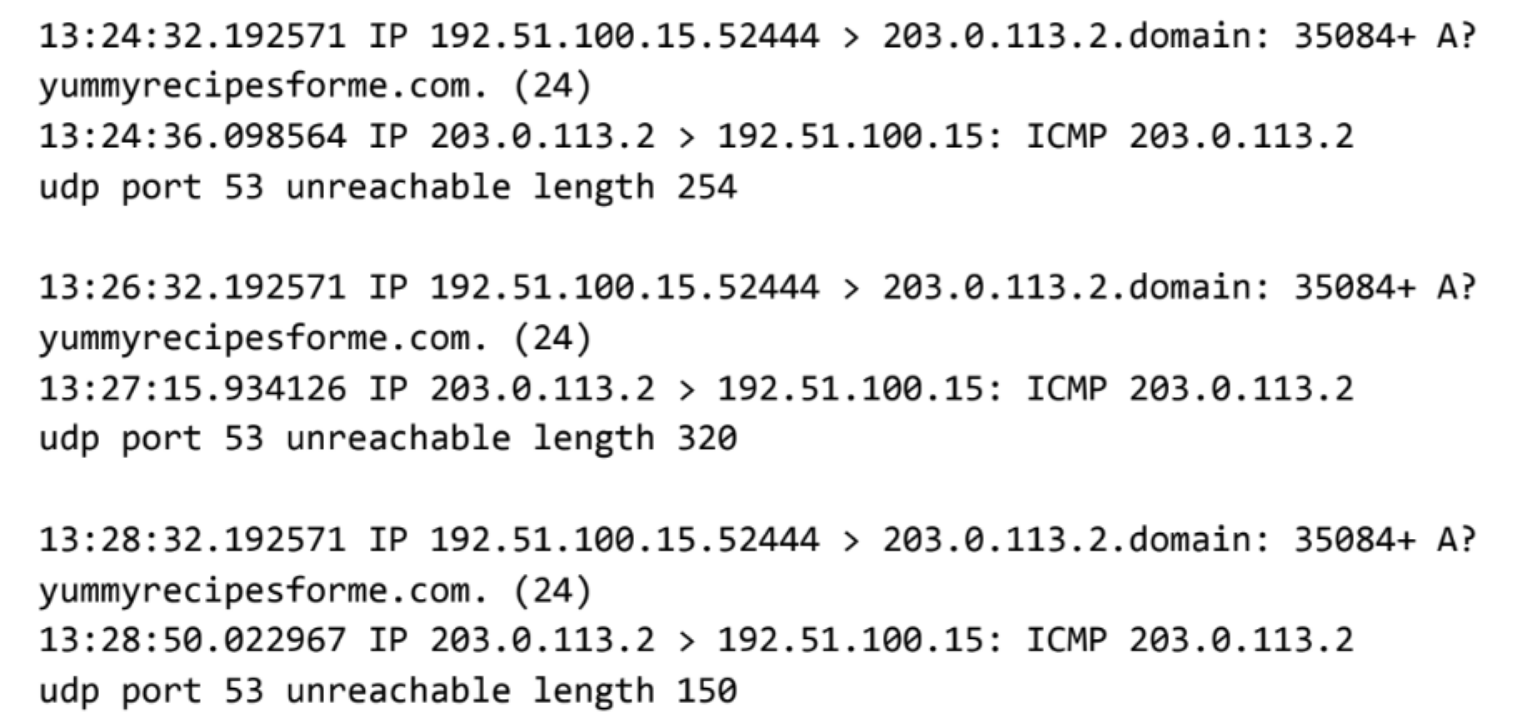 13:24:32.192571 IP 192.51.100.15.52444 > 203.0.113.2.domain: 35084+ A?
yummyrecipesforme.com. (24)
13:24:36.098564 IP 203.0.113.2 > 192.51.100.15: ICMP 203.0.113.2
udp port 53 unreachable length 254
13:26:32.192571 IP 192.51.100.15.52444 > 203.0.113.2.domain: 35084+ A?
yummyrecipesforme.com. (24)
13:27:15.934126 IP 203.0.113.2 > 192.51.100.15: ICMP 203.0.113.2
udp port 53 unreachable length 320
13:28:32.192571 IP 192.51.100.15.52444 > 203.0.113.2.domain: 35084+ A?
yummyrecipesforme.com. (24)
13:28:50.022967 IP 203.0.113.2 > 192.51.100.15: ICMP 203.0.113.2
udp port 53 unreachable length 150